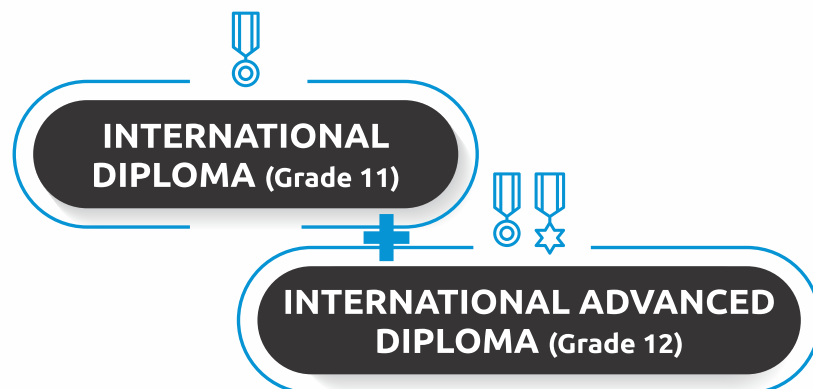 INTERNATIONAL
DIPLOMA (Grade 11)
INTERNATIONAL ADVANCED
DIPLOMA (Grade 12)